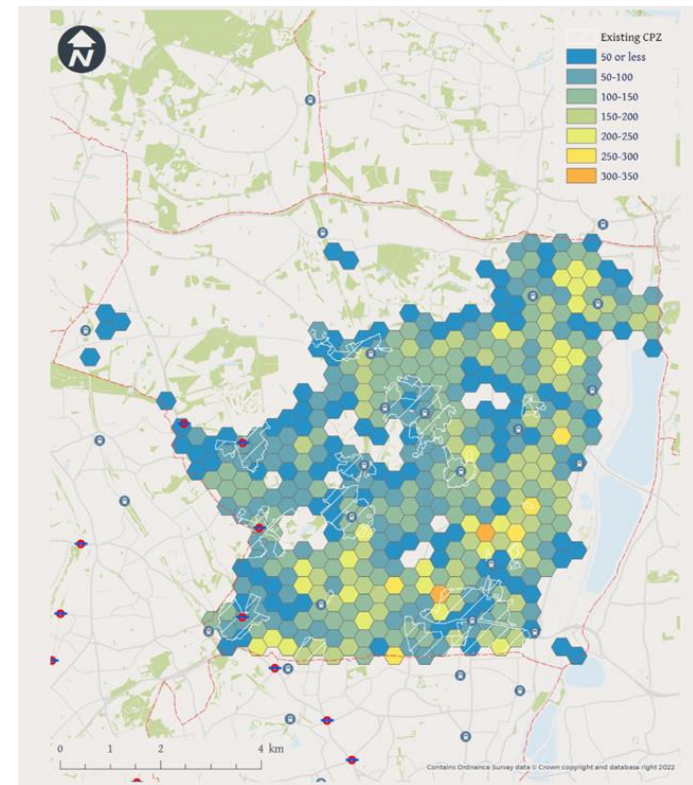 N
Existing CPZ
50 or less
50-100
100-150
150-200
200-250
250-300
300-350
0 1 2 4 km
Contains Ordnance Survey data © Crown copyright and database right 2022